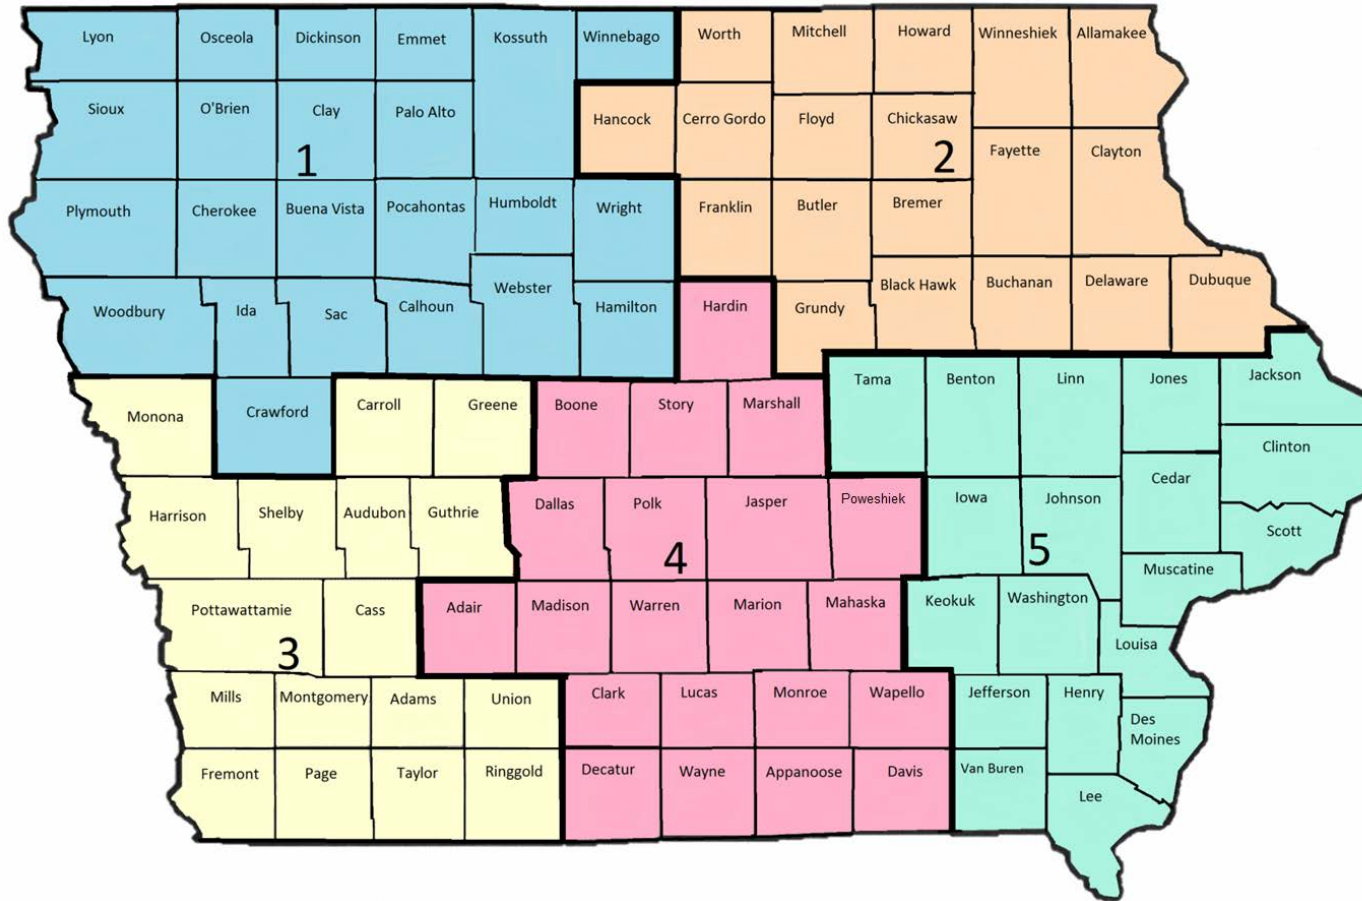 Lyon
Osceola
Dickinson
Emmet
Kossuth
Winnebago
Worth
Mitchell
Howard
Winneshiek
Allamakee
Sioux
O'Brien
Clay
Palo Alto
Hancock
Cerro Gordo
Floyd
Chickasaw
Fayette
Clayton
1
2
Plymouth
Cherokee
Buena Vista
Pocahontas
Humboldt
Wright
Franklin
Butler
Bremer
Woodbury
Ida
Sac
Calhoun
Webster
Hamilton
Hardin
Grundy
Black Hawk
Buchanan
Delaware
Dubuque
Monona
Crawford
Carroll
Greene
Boone
Story
Marshall
Tama
Benton
Linn
Jones
Jackson
Clinton
Harrison
Shelby
Audubon
Guthrie
Dallas
Polk
Jasper
Poweshiek
Iowa
Johnson
Cedar
Scott
4
5
Muscatine
Pottawattamie
Cass
Adair
Madison
Warren
Marion
Mahaska
Keokuk
Washington
Louisa
3
Mills
Montgomery
Adams
Union
Clark
Lucas
Monroe
Wapello
Jefferson
Henry
Des
Moines
Fremont
Page
Taylor
Ringgold
Decatur
Wayne
Appanoose
Davis
Van Buren
Lee